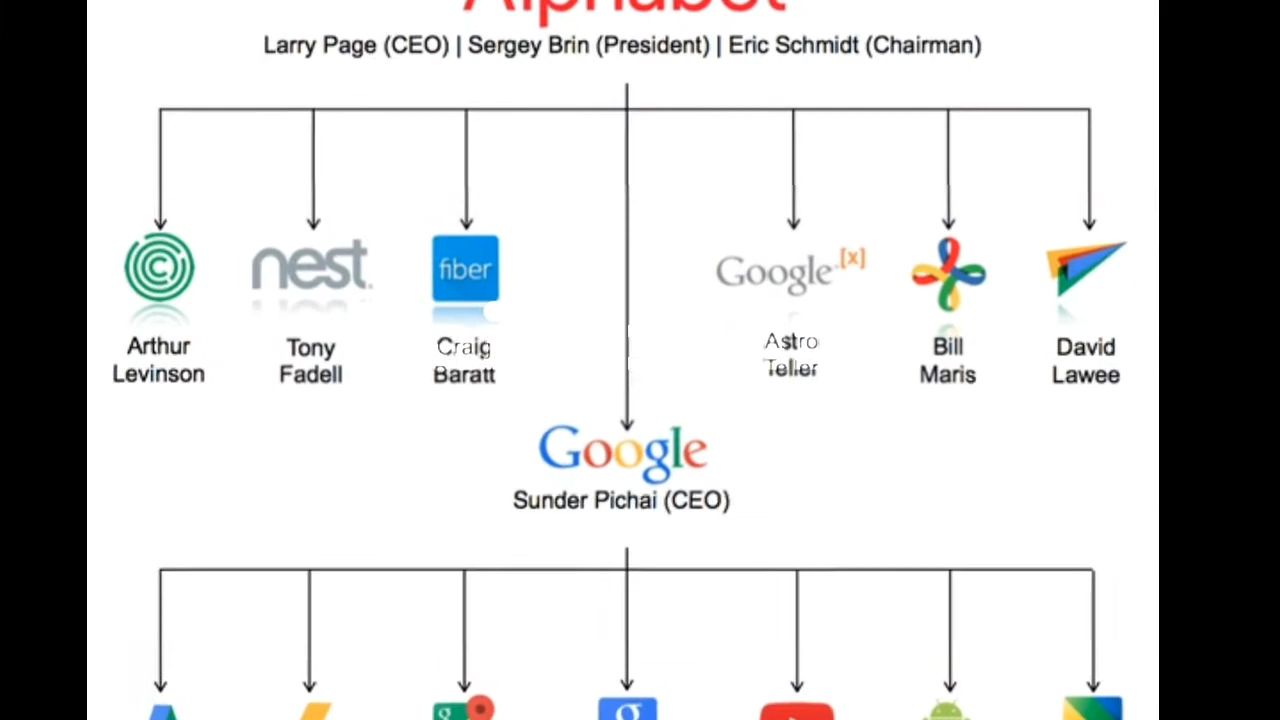 Alphabet
Larry Page (CEO) | Sergey Brin (President) | Eric Schmidt (Chairman)
nest
fiber
Google [x]
Arthur Levinson
Tony Fadell
Craig Baratt
Astro Teller
Bill Maris
David Lawee
Google
Sunder Pichai (CEO)
g
g